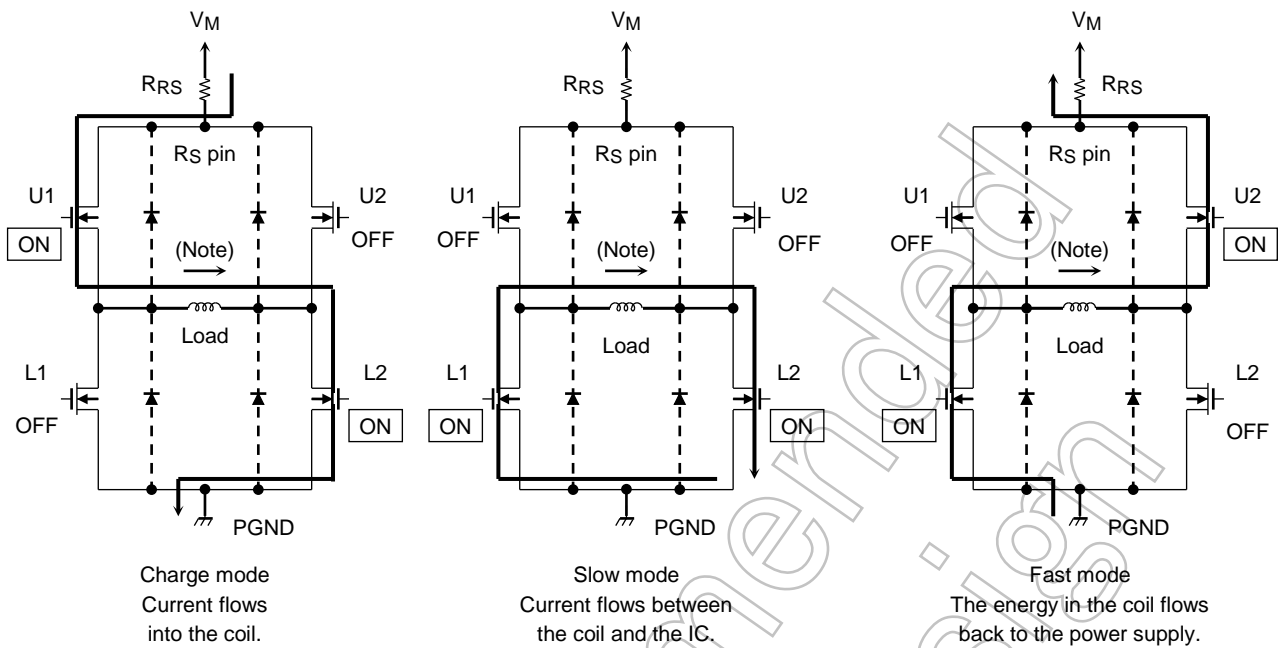 VM
RRS
RS pin
U1
ON
U2
OFF
(Note)
Load
L1
OFF
L2
ON
PGND
Charge mode
Current flows
into the coil.
VM
RRS
RS pin
U1
OFF
U2
OFF
(Note)
Load
L1
ON
L2
ON
PGND
Slow mode
Current flows between
the coil and the IC.
VM
RRS
RS pin
U1
OFF
U2
ON
(Note)
Load
L1
ON
L2
OFF
PGND
Fast mode
The energy in the coil flows
back to the power supply.